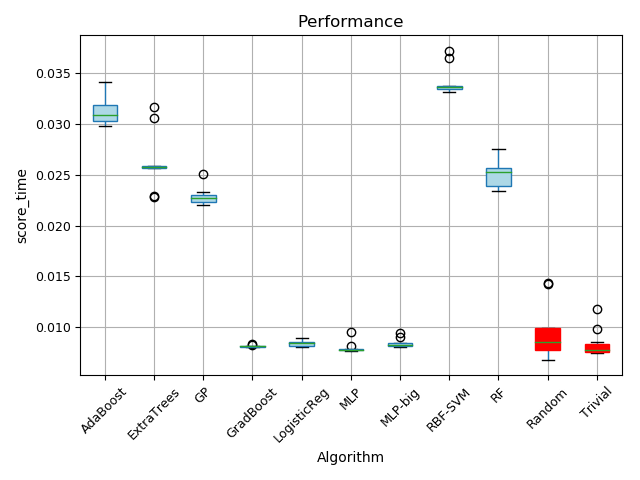 Performance
score_time
0.035
0.030
0.025
0.020
0.015
0.010
AdaBoost
ExtraTrees
GP
GradBoost
LogisticReg
MLP
MLP-big
RBF-SVM
RF
Random
Trivial
Algorithm